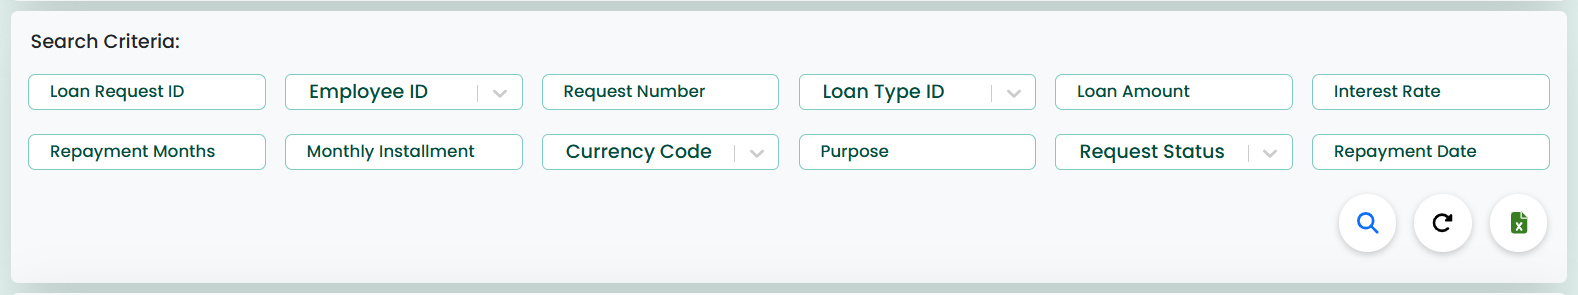 Search Criteria:
Loan Request ID Employee ID Request Number Loan Type ID Loan Amount Interest Rate
Repayment Months Monthly Installment Currency Code Purpose Request Status Repayment Date